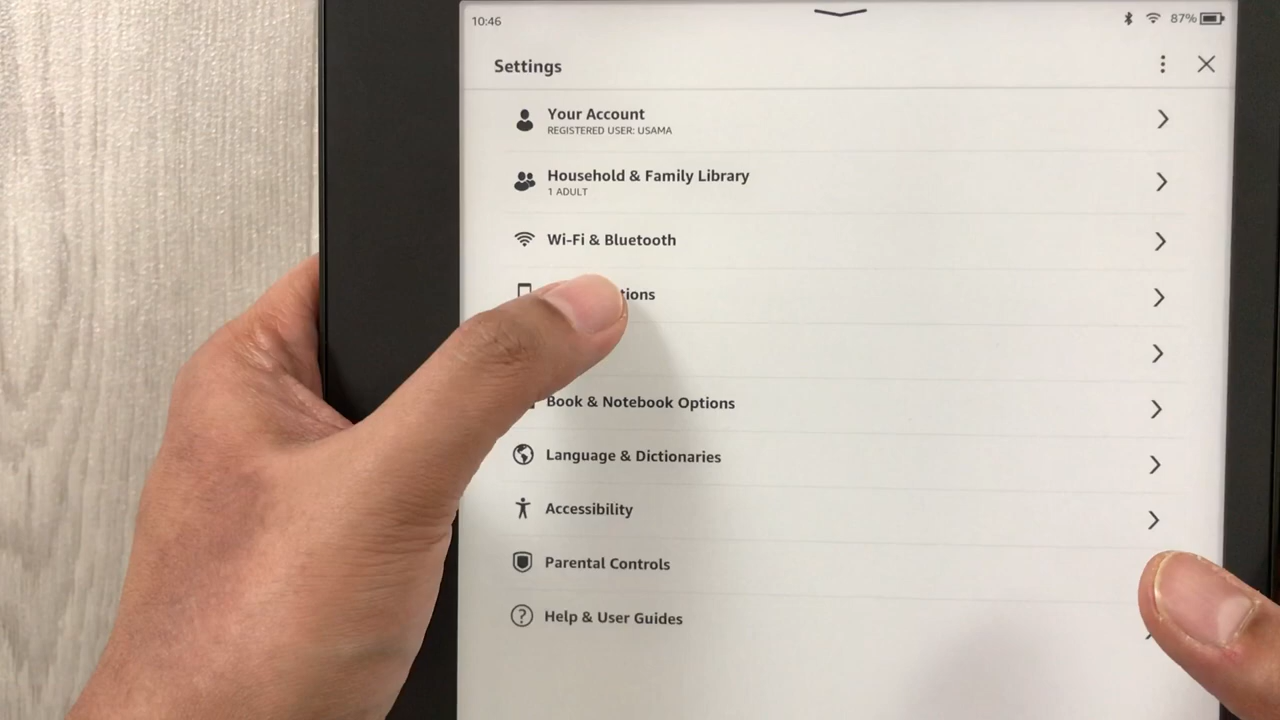 10:46
87%
Settings
Your Account
REGISTERED USER: USAMA
Household & Family Library
1 ADULT
Wi-Fi & Bluetooth
tions
Book & Notebook Options
Language & Dictionaries
Accessibility
Parental Controls
Help & User Guides